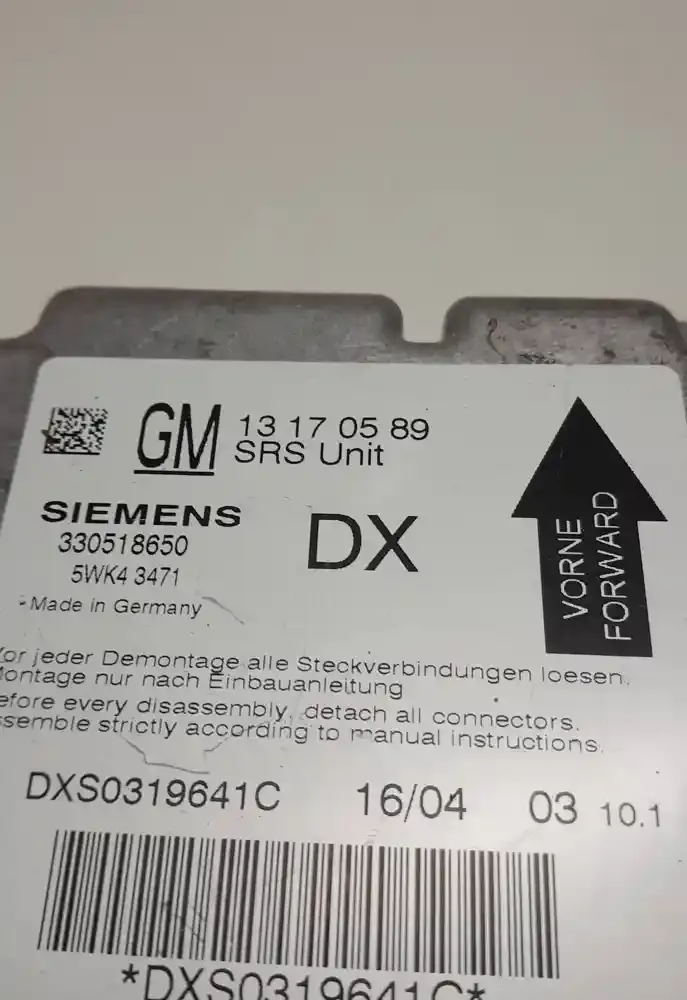 GM 13 17 05 89
SRS Unit
SIEMENS
330518650
5WK4 3471
DX
Made in Germany
VORNE
FORWARD
or jeder Demontage alle Steckverbindungen loesen.
ontage nur nach Einbauanleitung
efore every disassembly, detach all connectors.
ssemble strictly according to manual instructions.
DXS0319641C 16/04 03 10.1
*DXS0319641C*